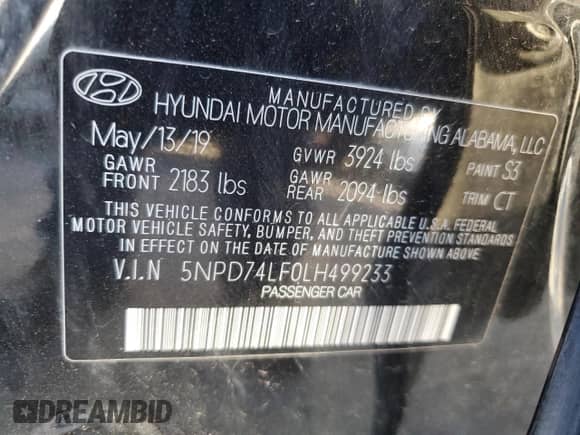 MANUFACTURED BY
HYUNDAI MOTOR MANUFACTURING ALABAMA, LLC
May/13/19 GVWR 3924 lbs PAINT S3
GAWR FRONT 2183 lbs GAWR REAR 2094 lbs TRIM CT
THIS VEHICLE CONFORMS TO ALL APPLICABLE U.S. FEDERAL
MOTOR VEHICLE SAFETY, BUMPER, AND THEFT PREVENTION STANDARDS
IN EFFECT ON THE DATE OF MANUFACTURE SHOWN ABOVE.
V.I.N 5NPD74LF0LH499233
PASSENGER CAR
DREAMBID